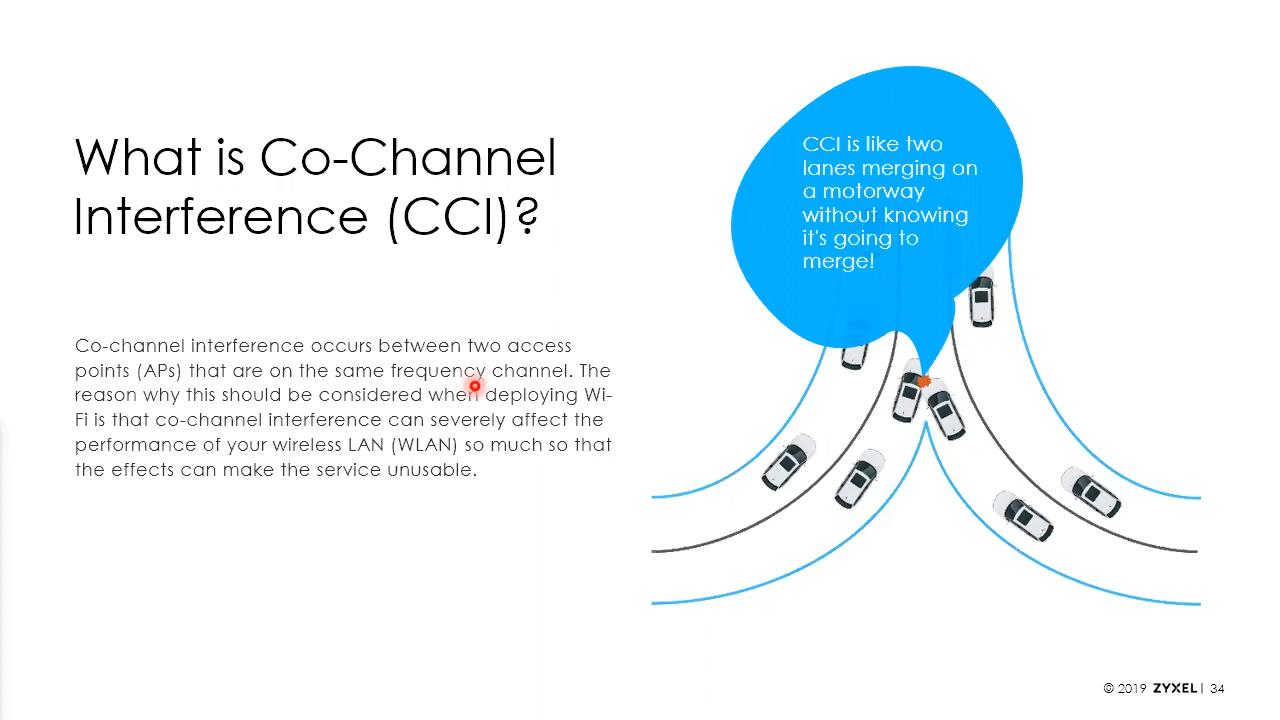 What is Co-Channel
Interference (CCI)?
Co-channel interference occurs between two access
points (APs) that are on the same frequency channel. The
reason why this should be considered when deploying Wi-
Fi is that co-channel interference can severely affect the
performance of your wireless LAN (WLAN) so much so that
the effects can make the service unusable.
CCI is like two
lanes merging on
a motorway
without knowing
it's going to
merge!
© 2019 ZYXEL | 34